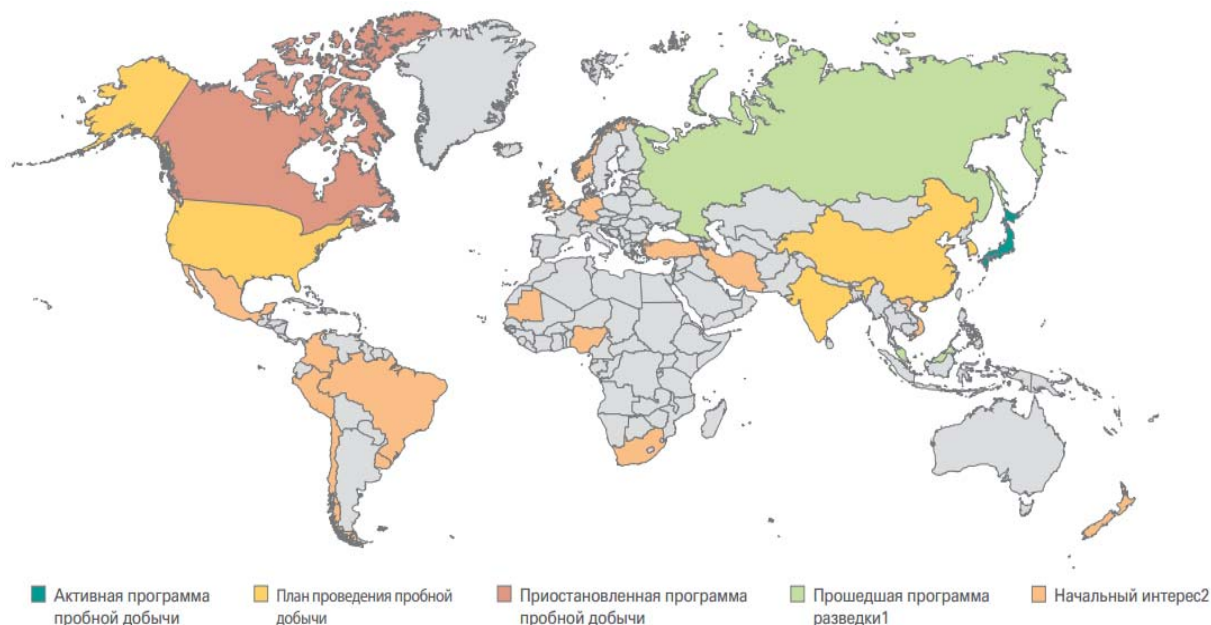 Активная программа
пробной добычи
План проведения пробной
добычи
Приостановленная программа
пробной добычи
Прошедшая программа
разведки1
Начальный интерес2